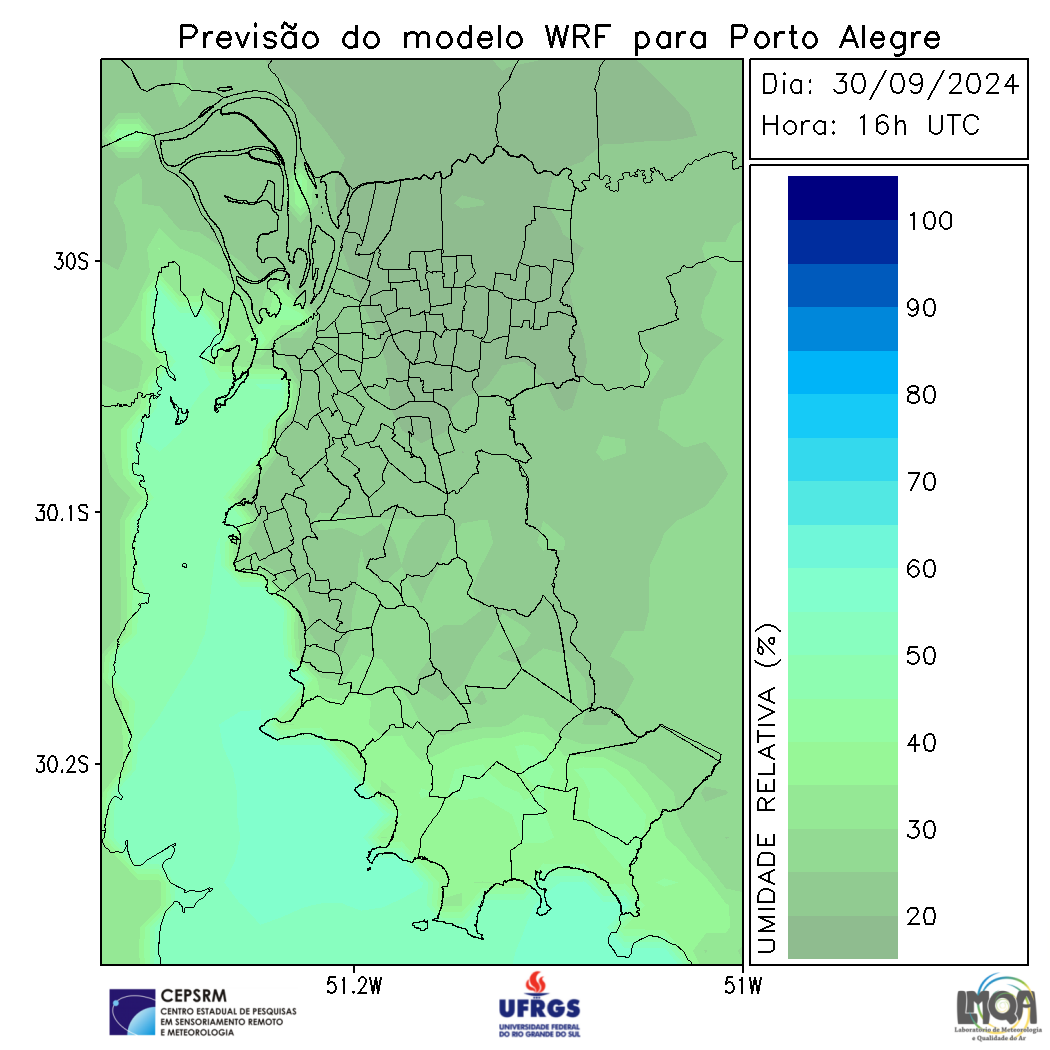 Previsão do modelo WRF para Porto Alegre
Dia: 30/09/2024
Hora: 16h UTC
100
90
80
70
60
50
40
30
20
UMIDADE RELATIVA (%)
30S
30.1S
30.2S
51.2W
51W
CEPSRM
CENTRO ESTADUAL DE PESQUISAS
EM SENSORIAMENTO REMOTO
E METEOROLOGIA
UFRGS
UNIVERSIDADE FEDERAL
DO RIO GRANDE DO SUL
LMQA
Laboratório de Meteorologia
e Qualidade do Ar